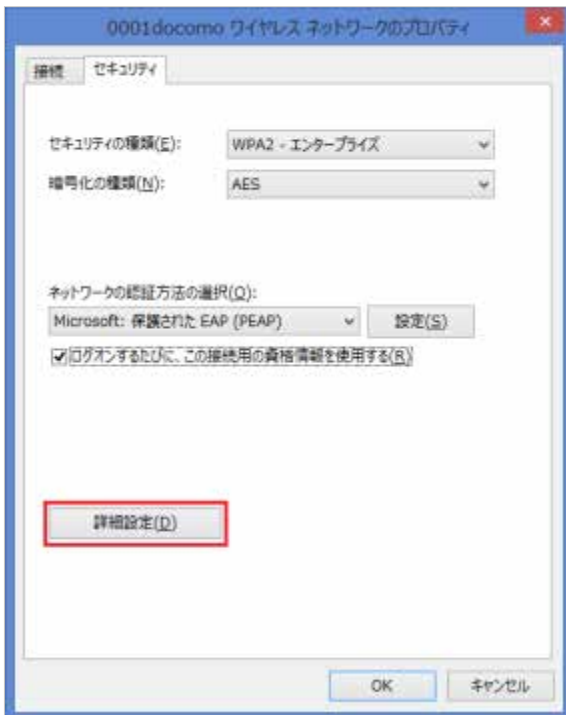 0001docomo ワイヤレス ネットワークのプロパティ
接続 セキュリティ
セキュリティの種類(E): WPA2 - エンタープライズ
暗号化の種類(N): AES
ネットワークの認証方法の選択(O):
Microsoft: 保護された EAP (PEAP) 設定(S)
ログオンするたびに、この接続用の資格情報を使用する(R)
詳細設定(D)
OK キャンセル